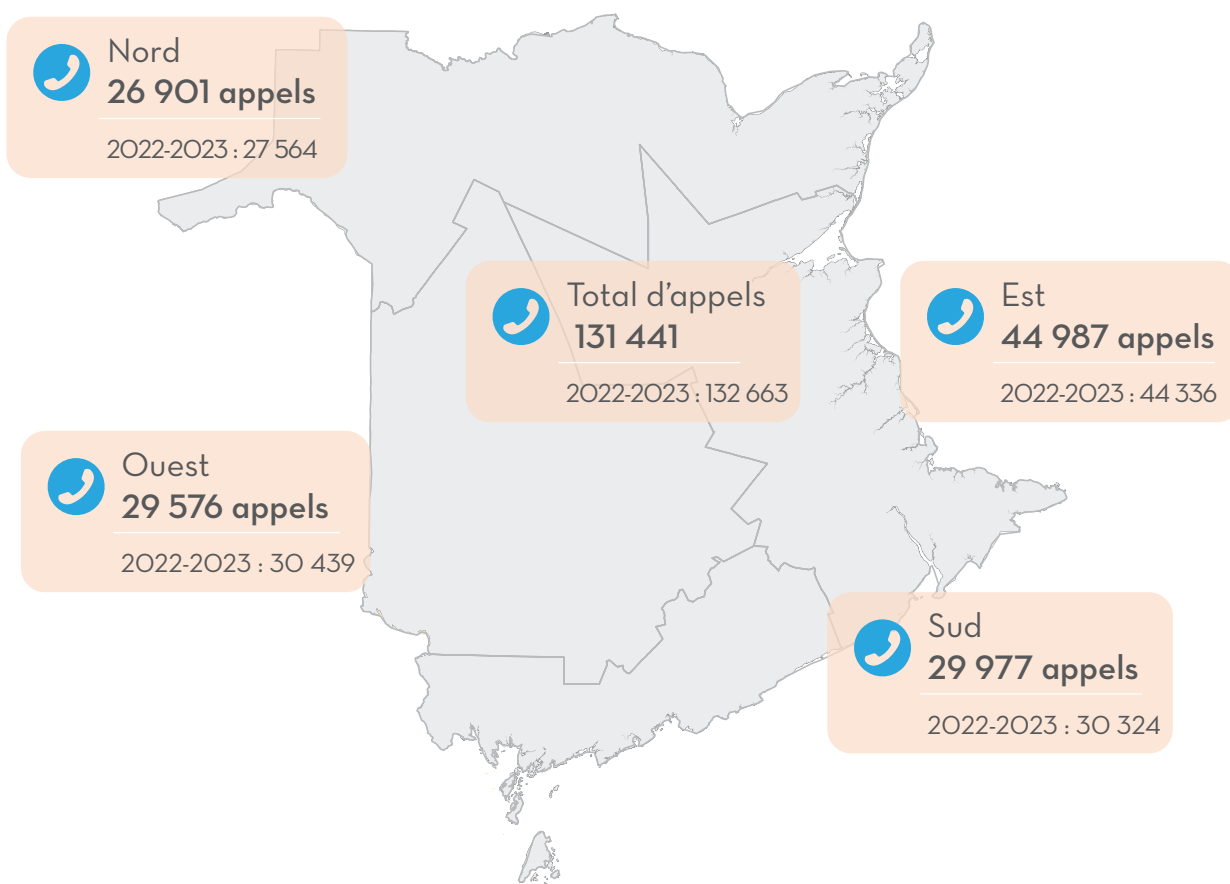 Nord
26 901 appels
2022-2023 : 27 564
Total d'appels
131 441
2022-2023 : 132 663
Est
44 987 appels
2022-2023 : 44 336
Ouest
29 576 appels
2022-2023 : 30 439
Sud
29 977 appels
2022-2023 : 30 324